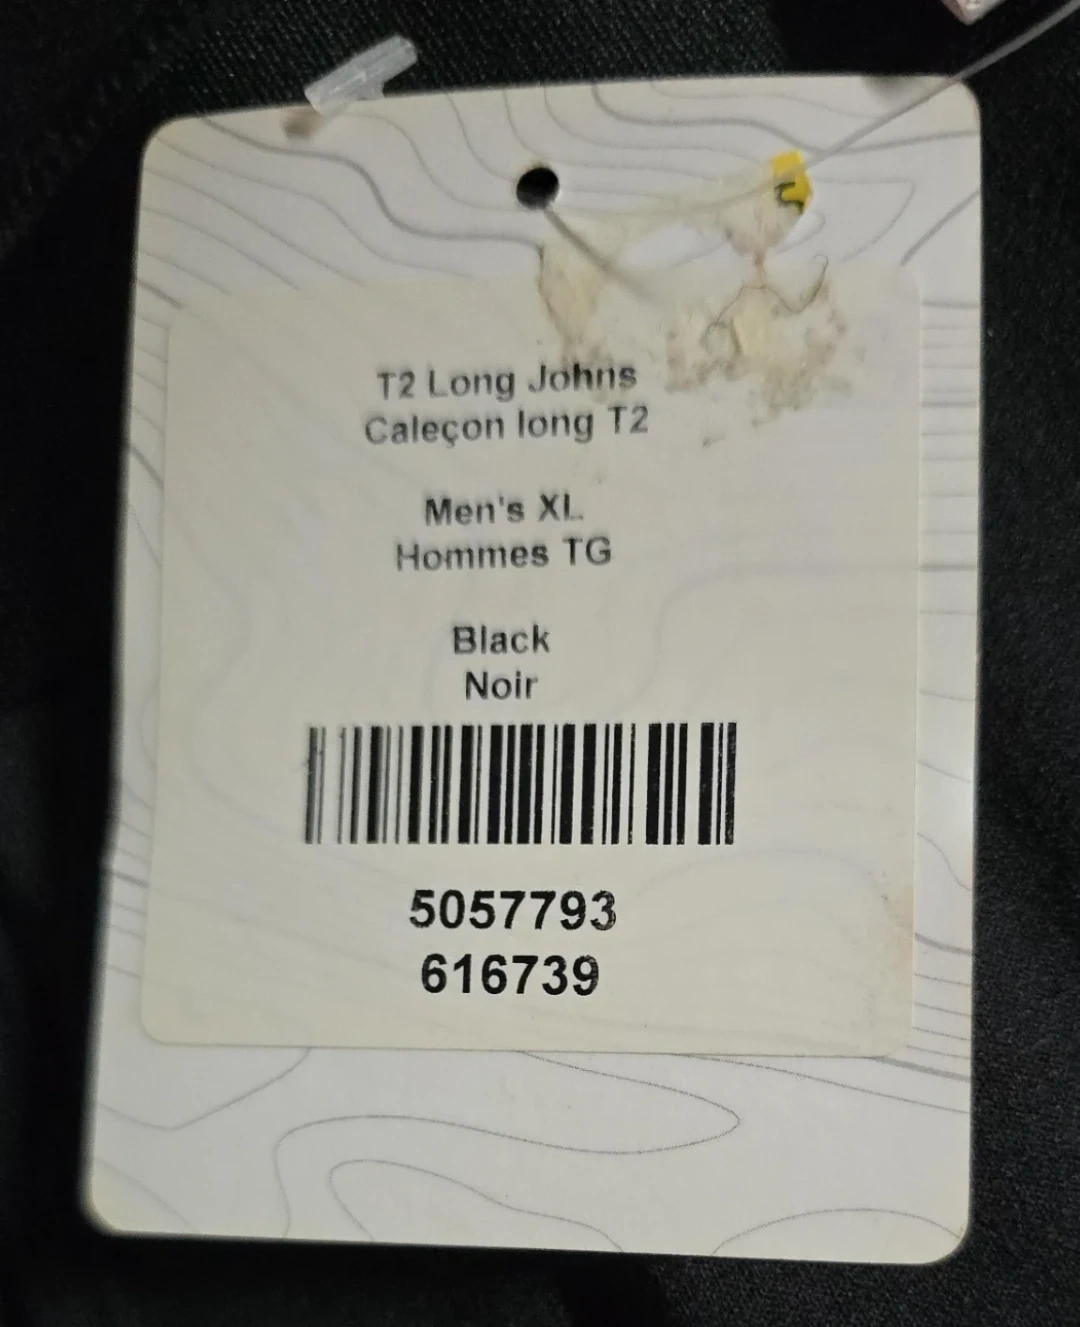 T2 Long Johns
Caleçon long T2
Men's XL
Hommes TG
Black
Noir
5057793
616739